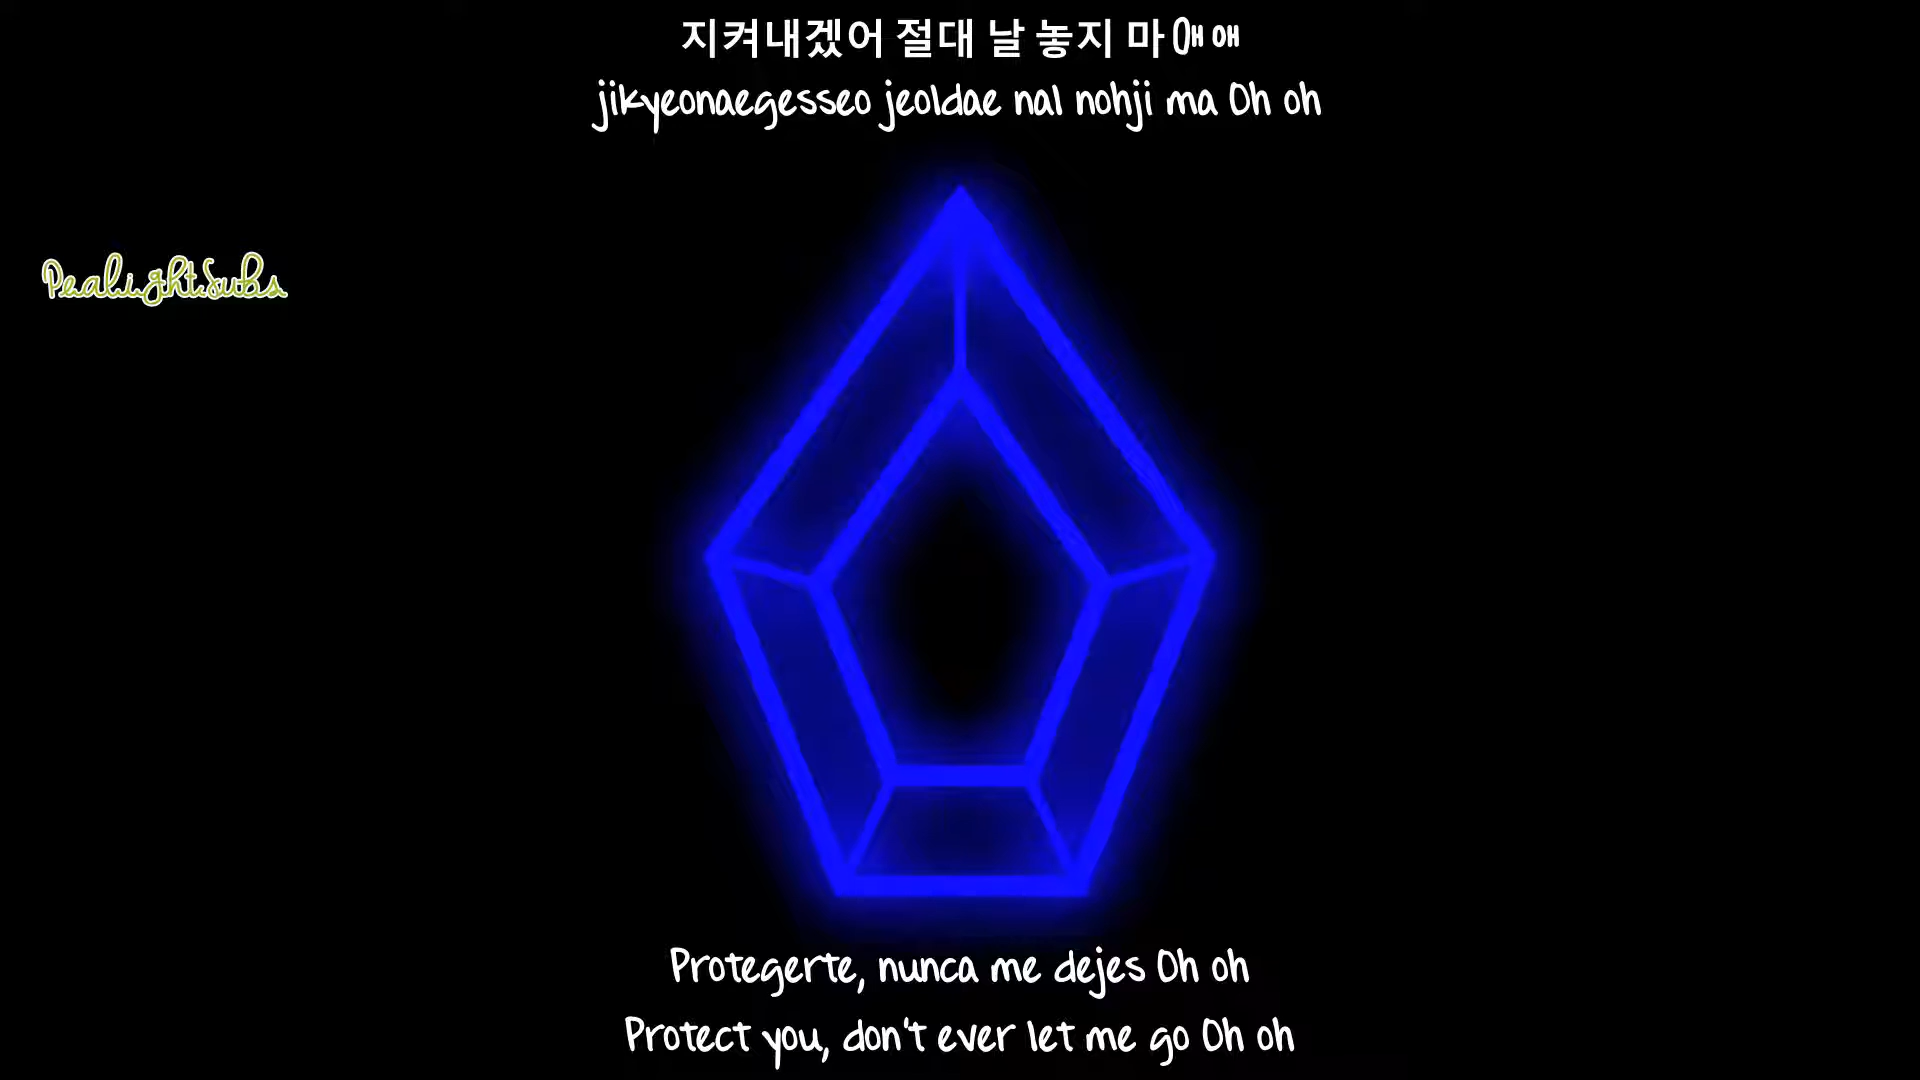 지켜내겠어 절대 날 놓지 마 Oh oh
jikyeonaegesseo jeoldae nal nohji ma Oh oh
PeaLightSubs
Protegerte, nunca me dejes Oh oh
Protect you, don't ever let me go Oh oh